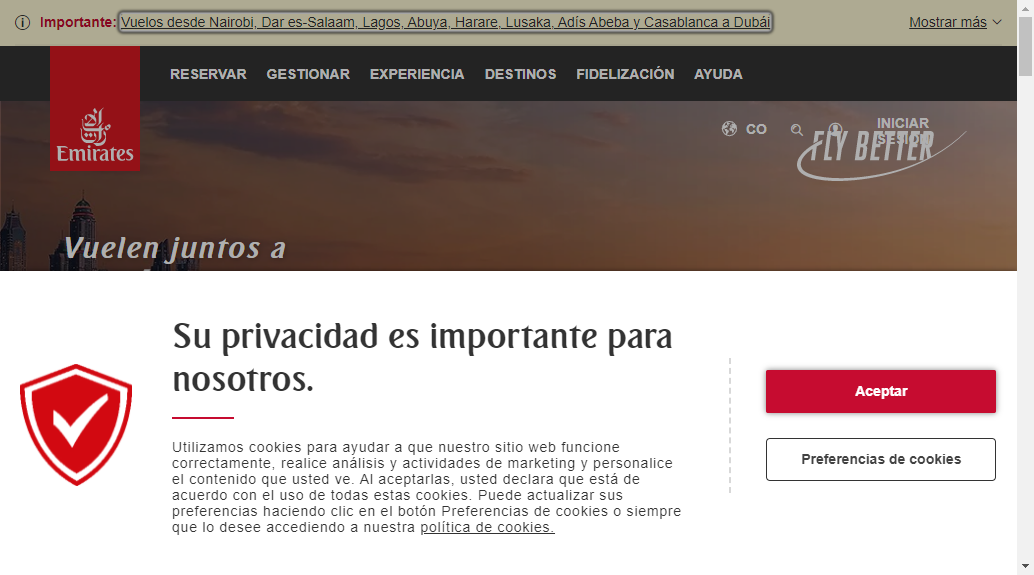 Importante: Vuelos desde Nairobi, Dar es-Salaam, Lagos, Abuya, Harare, Lusaka, Adís Abeba y Casablanca a Dubái
Mostrar más
RESERVAR GESTIONAR EXPERIENCIA DESTINOS FIDELIZACIÓN AYUDA
Emirates
CO
INICIAR
SESIÓN
FLY BETTER
Vuelen juntos a
Su privacidad es importante para
nosotros.
Utilizamos cookies para ayudar a que nuestro sitio web funcione
correctamente, realice análisis y actividades de marketing y personalice
el contenido que usted ve. Al aceptarlas, usted declara que está de
acuerdo con el uso de todas estas cookies. Puede actualizar sus
preferencias haciendo clic en el botón Preferencias de cookies o siempre
que lo desee accediendo a nuestra política de cookies.
Aceptar
Preferencias de cookies